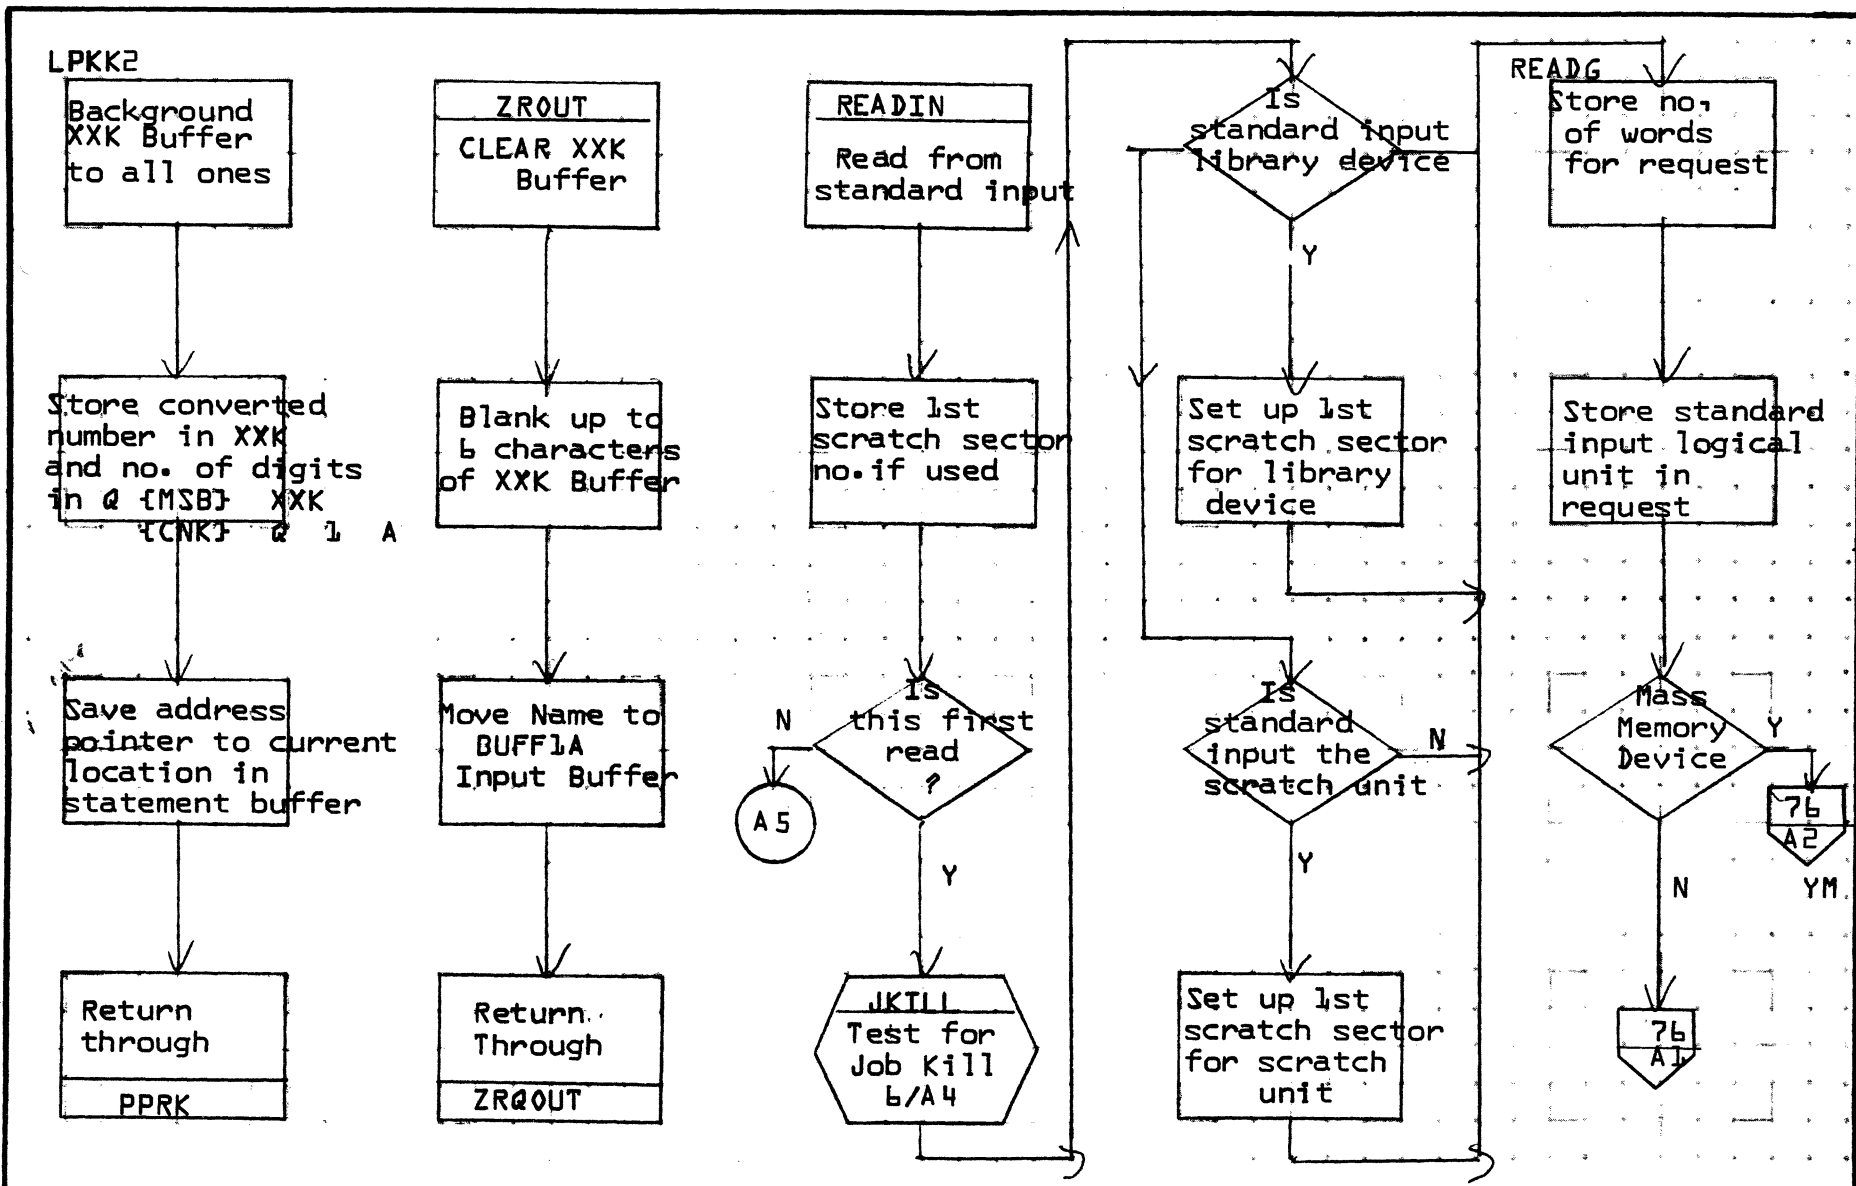 LPKK2
Background
XXK Buffer
to all ones
Store converted
number in XXK
and no. of digits
in Q {MSB} XXK
{CNK} Q 1 A
Save address
pointer to current
location in
statement buffer
Return
through
PPRK
ZROUT
CLEAR XXK
Buffer
Blank up to
6 characters
of XXK Buffer
Move Name to
BUFF1A
Input Buffer
Return
Through
ZRQOUT
READIN
Read from
standard input
Store 1st
scratch sector
no.if used
Is
this first
read
?
N
A5
Y
JKILL
Test for
Job Kill
6/A4
Is
standard input
library device
Y
Set up 1st
scratch sector
for library
device
Is
standard
input the
scratch unit
N
Y
Set up 1st
scratch sector
for scratch
unit
READG
Store no,
of words
for request
Store standard
input logical
unit in
request
Mass
Memory
Device
Y
76
A2
YM
N
76
A1